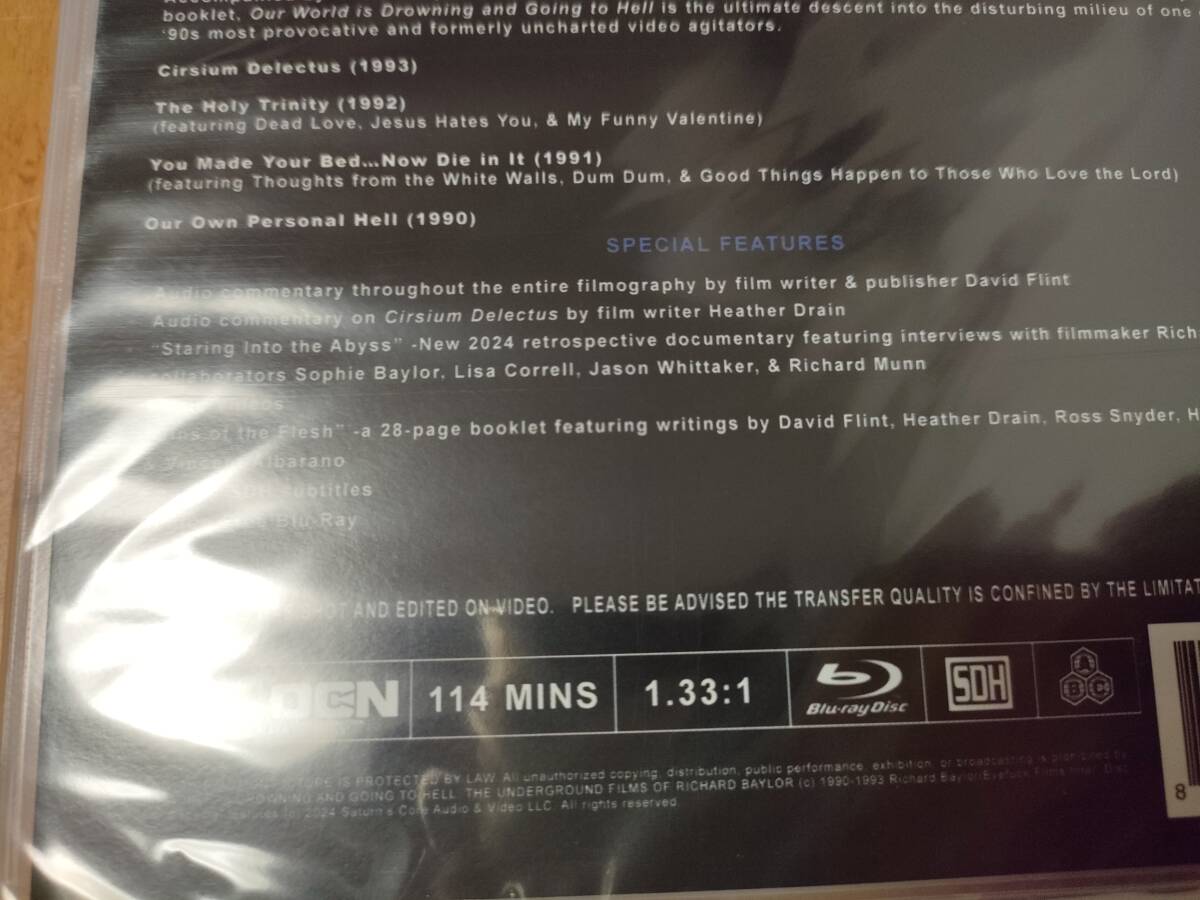 booklet, Our World is Drowning and Going to Hell is the ultimate descent into the disturbing milieu of one
'90s most provocative and formerly uncharted video agitators.
Cirsium Delectus (1993)
The Holy Trinity (1992)
(featuring Dead Love, Jesus Hates You, & My Funny Valentine)
You Made Your Bed...Now Die in It (1991)
(featuring Thoughts from the White Walls, Dum Dum, & Good Things Happen to Those Who Love the Lord)
Our Own Personal Hell (1990)
SPECIAL FEATURES
Audio commentary throughout the entire filmography by film writer & publisher David Flint
Audio commentary on Cirsium Delectus by film writer Heather Drain
"Staring Into the Abyss" -New 2024 retrospective documentary featuring interviews with filmmaker Rich
collaborators Sophie Baylor, Lisa Correll, Jason Whittaker, & Richard Munn
of the Flesh" -a 28-page booklet featuring writings by David Flint, Heather Drain, Ross Snyder, H
Albarano
SDH subtitles
Blu-Ray
AND EDITED ON VIDEO. PLEASE BE ADVISED THE TRANSFER QUALITY IS CONFINED BY THE LIMITAT
OCN
114 MINS
1.33:1
Blu-ray Disc
SDH
ABC
IS PROTECTED BY LAW. All unauthorized copying, distribution, public performance, exhibition, or broadcasting is prohibited by
AND GOING TO HELL: THE UNDERGROUND FILMS OF RICHARD BAYLOR (c) 1990-1993 Richard Baylor/Eyefuck Films Inter Disc
2024 Saturn's Core Audio & Video LLC. All rights reserved.
8